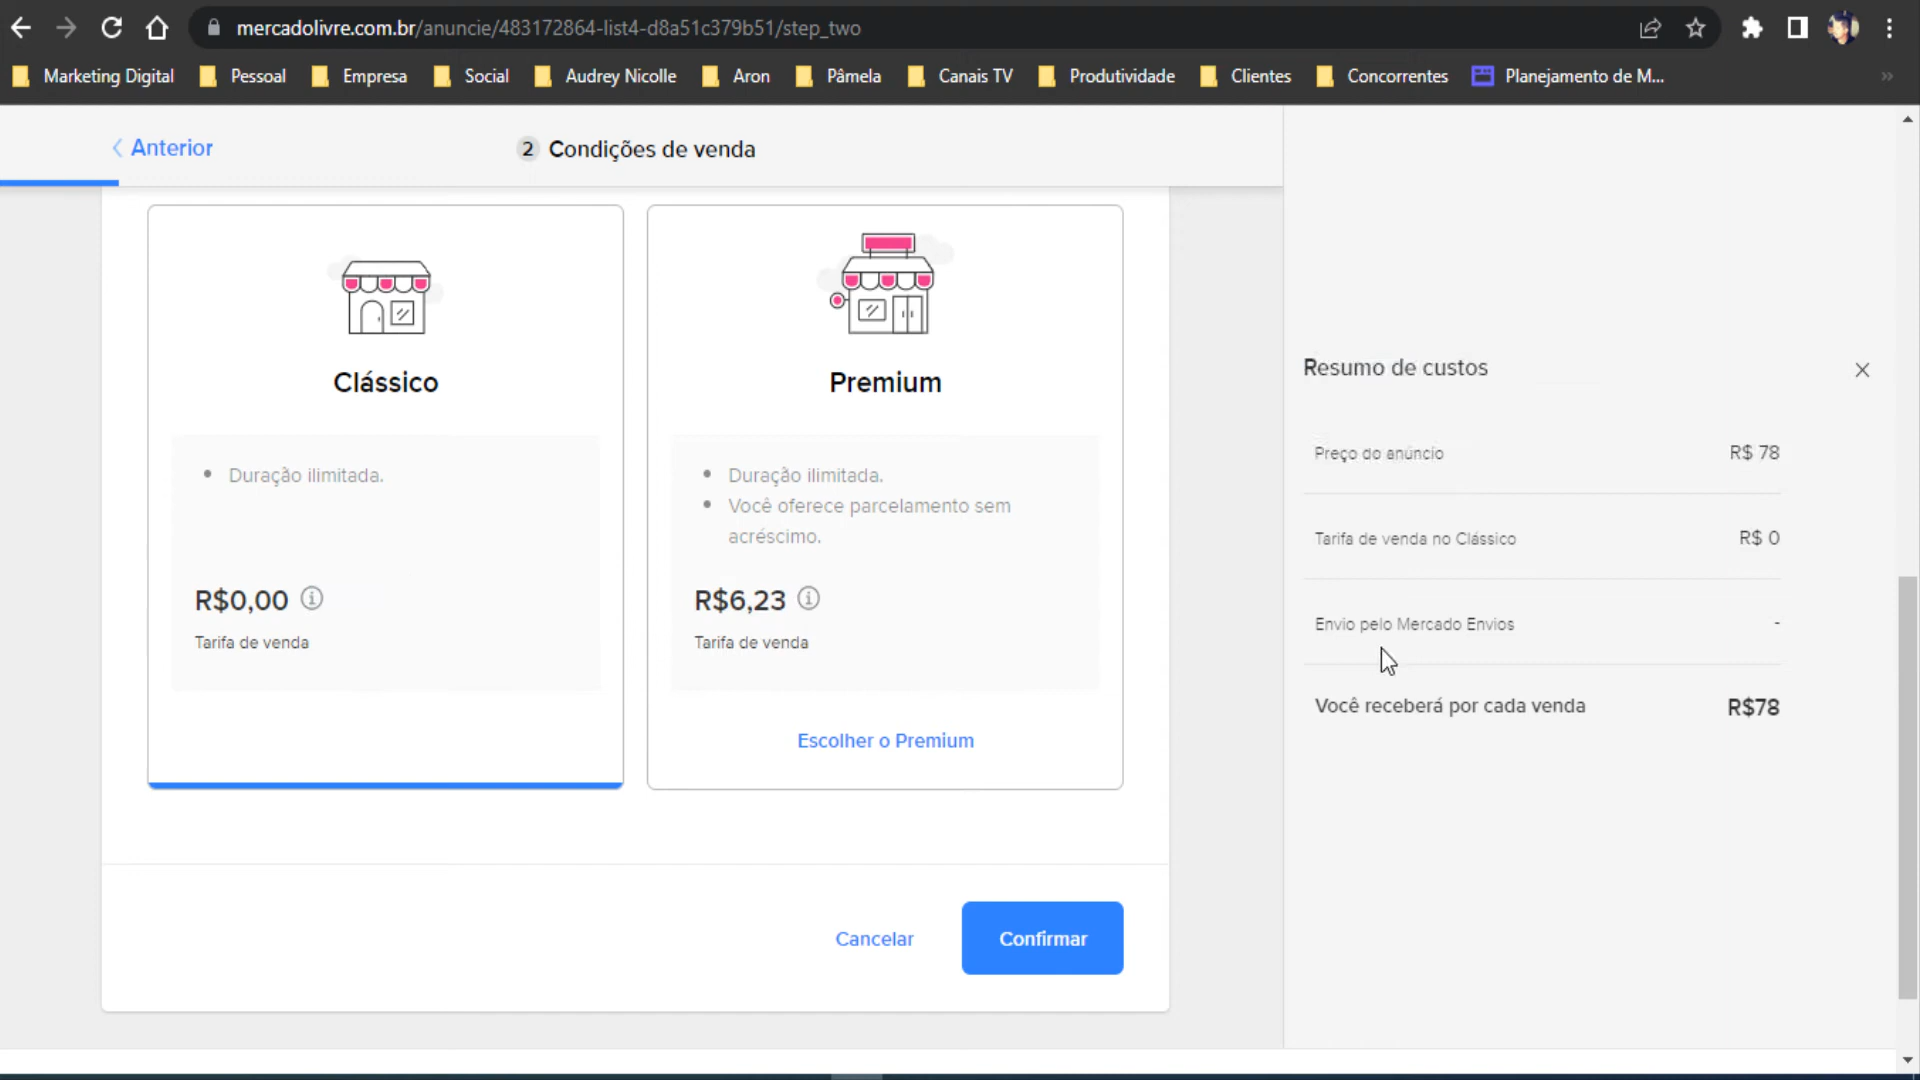 mercadolivre.com.br/anuncie/483172864-list4-d8a51c379b51/step_two
Marketing Digital Pessoal Empresa Social Audrey Nicolle Aron Pâmela Canais TV Produtividade Clientes Concorrentes Planejamento de M... »
Anterior
2 Condições de venda
Clássico
Duração ilimitada.
R$0,00
Tarifa de venda
Premium
Duração ilimitada.
Você oferece parcelamento sem
acréscimo.
R$6,23
Tarifa de venda
Escolher o Premium
Cancelar
Confirmar
Resumo de custos
Preço do anúncio R$ 78
Tarifa de venda no Clássico R$ 0
Envio pelo Mercado Envios -
Você receberá por cada venda R$78